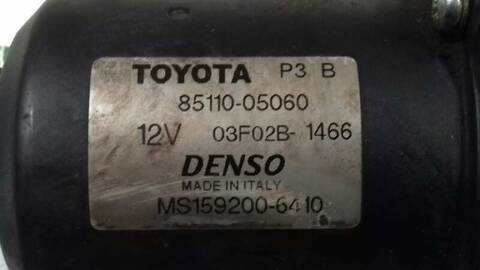 TOYOTA P3 B
85110-05060
12V 03F02B- 1466
DENSO
MADE IN ITALY
MS159200-6410